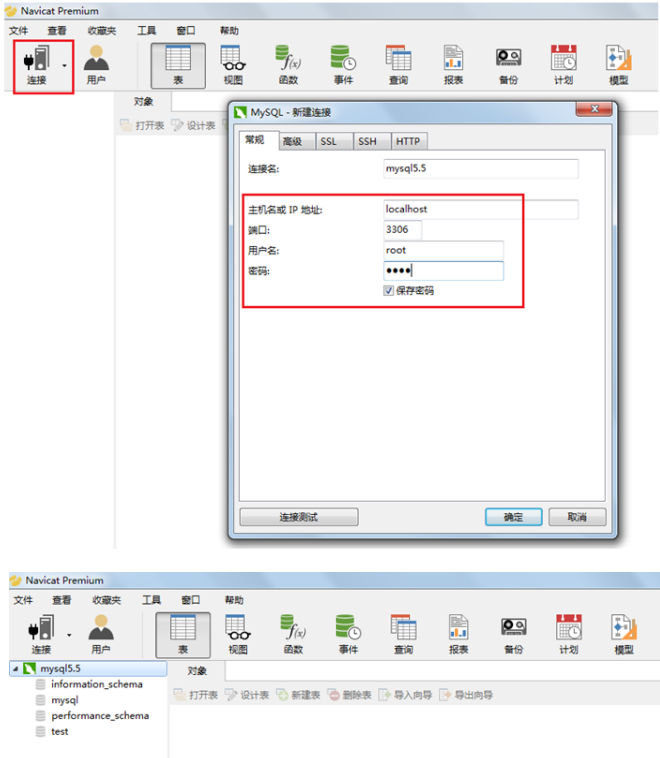 Navicat Premium
文件 查看 收藏夹 工具 窗口 帮助
连接 用户 表 视图 f(x) 函数 事件 查询 报表 备份 计划 模型
对象
打开表 设计表
MySQL - 新建连接
常规 高级 SSL SSH HTTP
连接名: mysql5.5
主机名或 IP 地址: localhost
端口: 3306
用户名: root
密码: ●●●●
保存密码
连接测试 确定 取消
Navicat Premium
文件 查看 收藏夹 工具 窗口 帮助
连接 用户 表 视图 f(x) 函数 事件 查询 报表 备份 计划 模型
mysql5.5 对象
information_schema
打开表 设计表 新建表 删除表 导入向导 导出向导
mysql
performance_schema
test